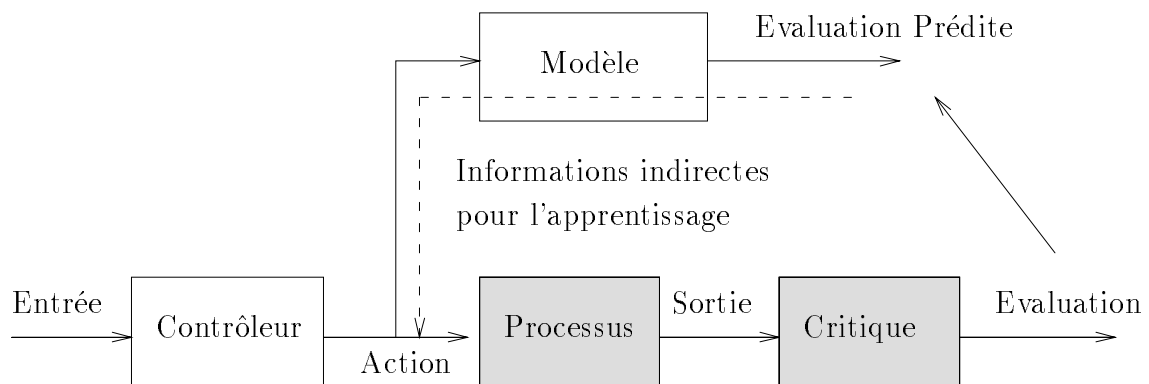 Evaluation Prédite
Modèle
Informations indirectes
pour l'apprentissage
Entrée
Contrôleur
Action
Processus
Sortie
Critique
Evaluation